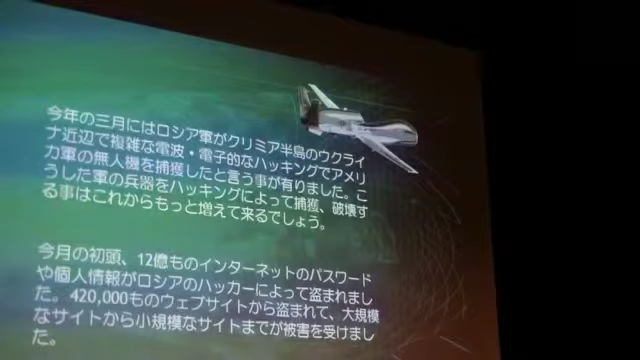 今年の三月にはロシア軍がクリミア半島のウクライ
ナ近辺で複雑な電波・電子的なハッキングでアメリ
カ軍の無人機を捕獲したと言う事が有りました。こ
うした軍の兵器をハッキングによって捕獲、破壊す
る事はこれからもっと増えて来るでしょう。
今月の初頭、12億ものインターネットのパスワード
や個人情報がロシアのハッカーによって盗まれまし
た。420,000ものウェブサイトから盗まれて、大規模
なサイトから小規模なサイトまでが被害を受けまし
た。